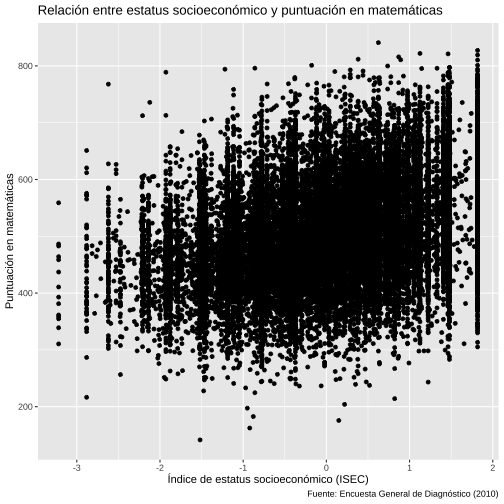 Relación entre estatus socioeconómico y puntuación en matemáticas
800
600
400
200
Puntuación en matemáticas
-3 -2 -1 0 1 2
Índice de estatus socioeconómico (ISEC)
Fuente: Encuesta General de Diagnóstico (2010)